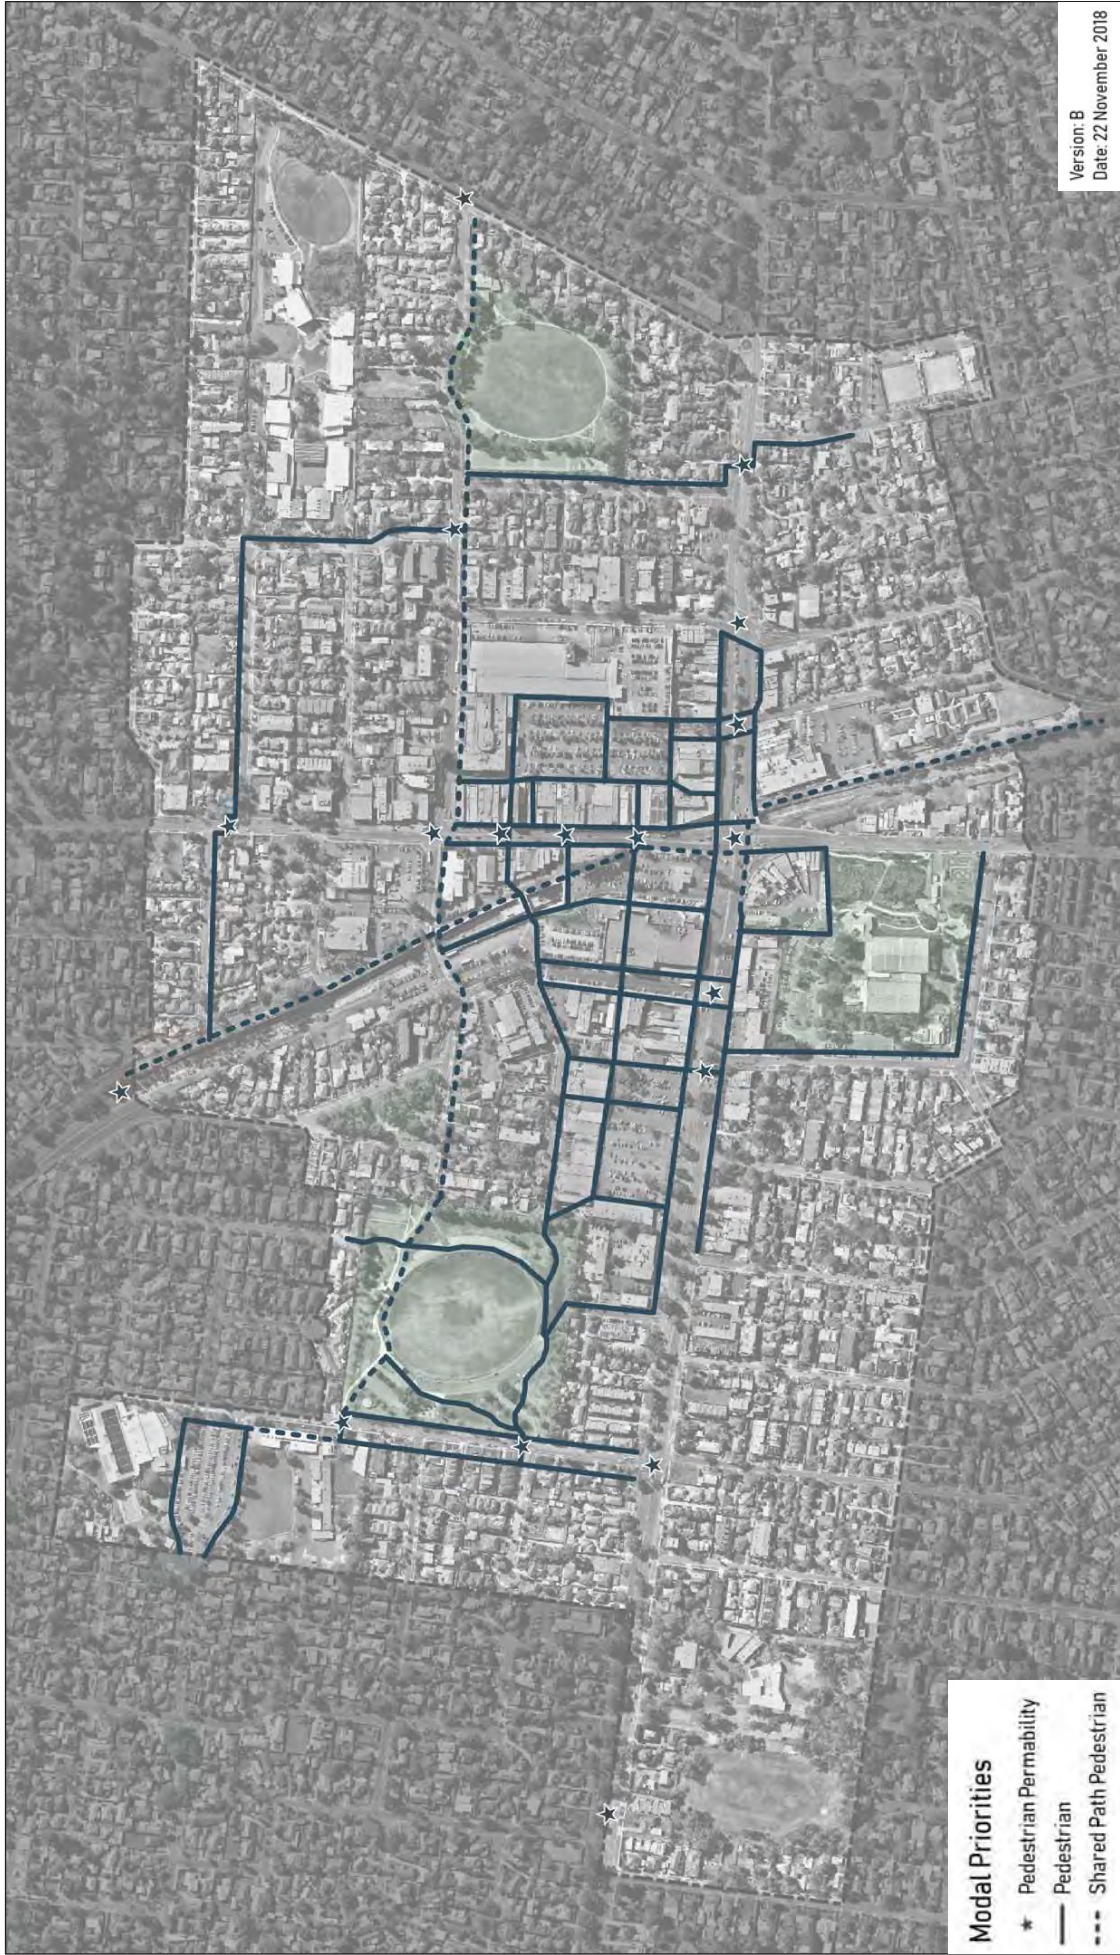 Version: B
Date: 22 November 2018
Modal Priorities
Pedestrian Permability
Pedestrian
Shared Path Pedestrian